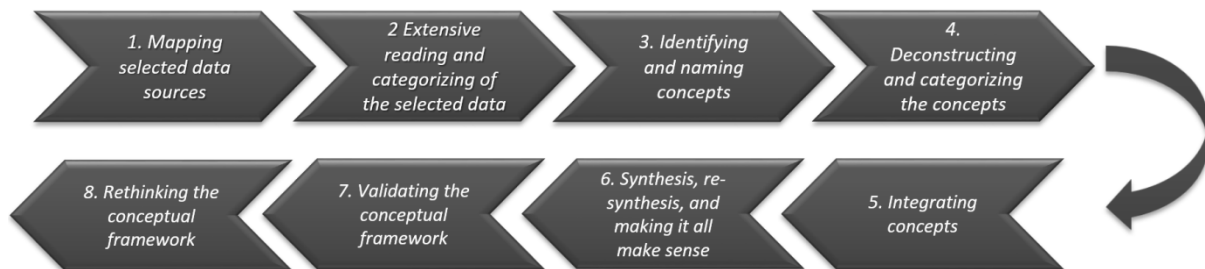 1. Mapping
selected data
sources
2 Extensive
reading and
categorizing of
the selected data
3. Identifying
and naming
concepts
4.
Deconstructing
and categorizing
the concepts
5. Integrating
concepts
6. Synthesis, re-
synthesis, and
making it all
make sense
7. Validating the
conceptual
framework
8. Rethinking the
conceptual
framework